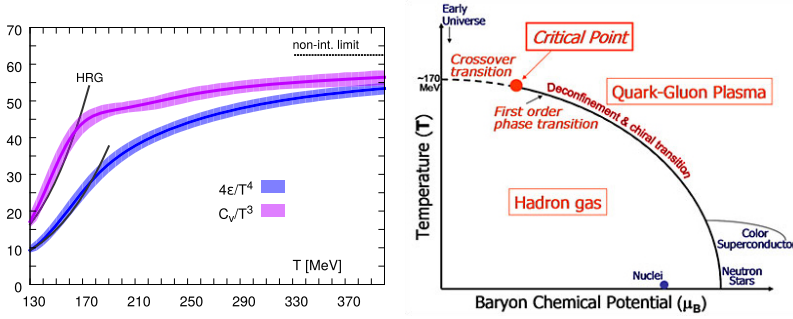 70
60
50
40
30
20
10
0
130
170
210
250
290
330
370
non-int. limit
HRG
4ε/T⁴
Cᵥ/T³
T [MeV]
Early
Universe
Critical Point
Crossover
transition
~170
MeV
Quark-Gluon Plasma
Deconfinement & chiral transition
First order
phase transition
Temperature (T)
Hadron gas
Color
Superconductor
Nuclei
Neutron
Stars
Baryon Chemical Potential (μB)